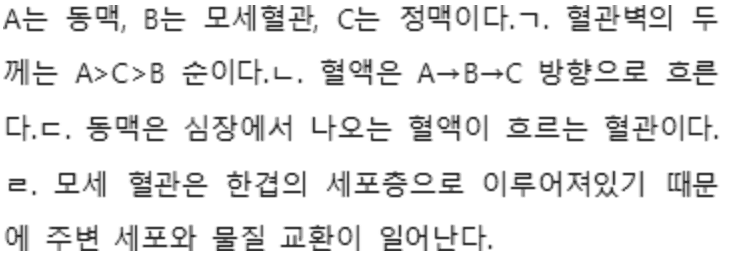 A는 동맥, B는 모세혈관, C는 정맥이다.ㄱ. 혈관벽의 두
께는 A>C>B 순이다.ㄴ. 혈액은 A→B→C 방향으로 흐른
다.ㄷ. 동맥은 심장에서 나오는 혈액이 흐르는 혈관이다.
ㄹ. 모세 혈관은 한겹의 세포층으로 이루어져있기 때문
에 주변 세포와 물질 교환이 일어난다.